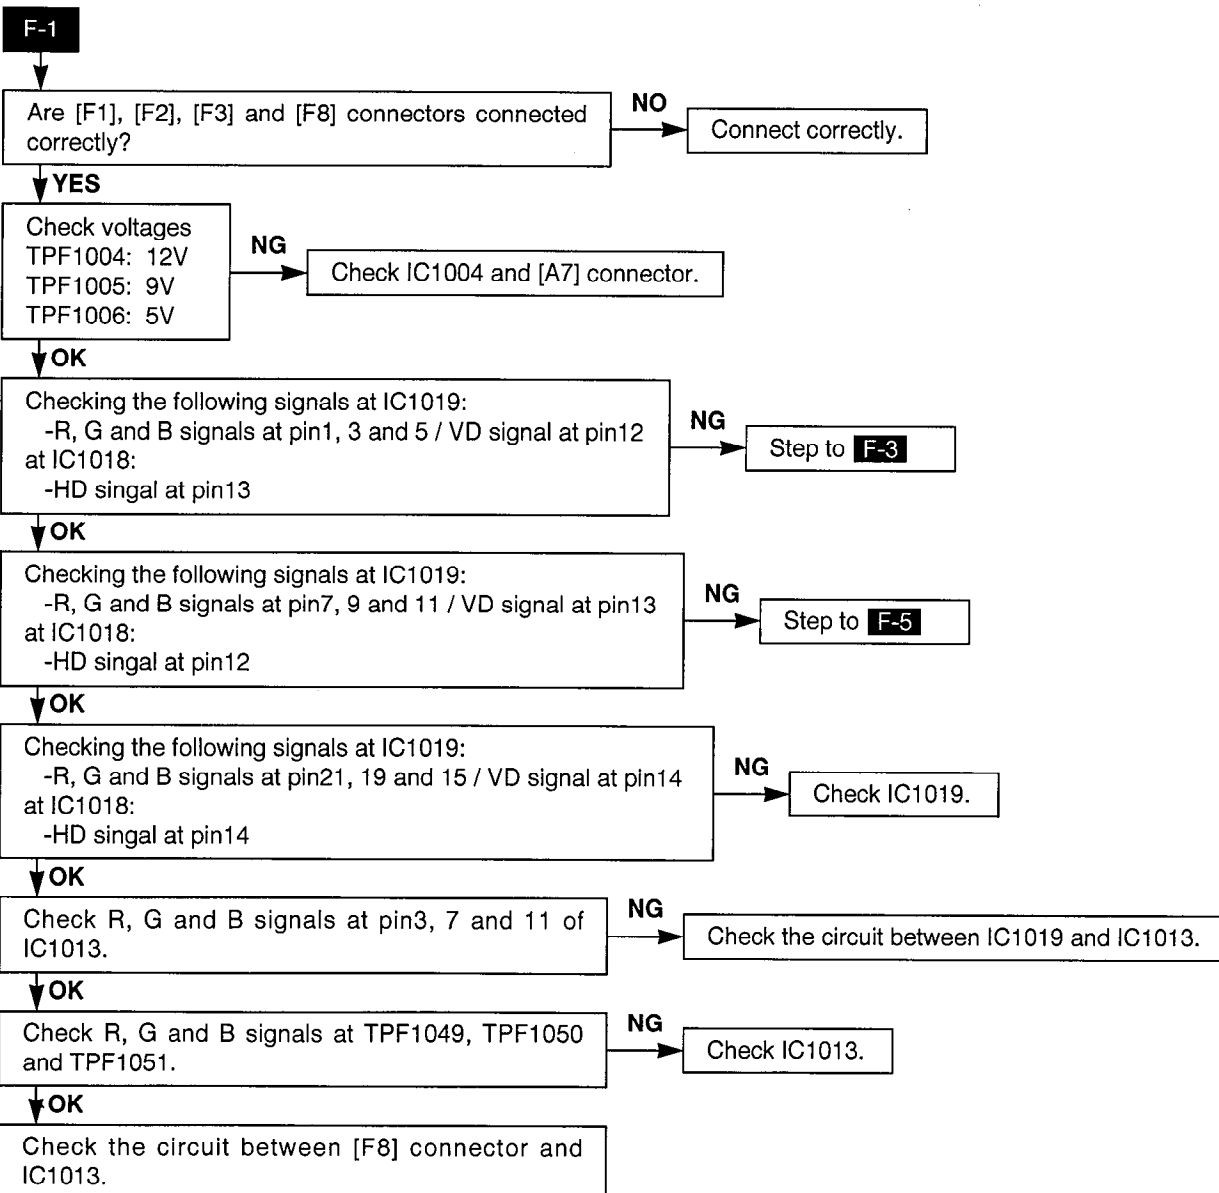 F-1
Are [F1], [F2], [F3] and [F8] connectors connected
correctly?
NO
Connect correctly.
YES
Check voltages
TPF1004: 12V
TPF1005: 9V
TPF1006: 5V
NG
Check IC1004 and [A7] connector.
OK
Checking the following signals at IC1019:
-R, G and B signals at pin1, 3 and 5 / VD signal at pin12
at IC1018:
-HD singal at pin13
NG
Step to F-3
OK
Checking the following signals at IC1019:
-R, G and B signals at pin7, 9 and 11 / VD signal at pin13
at IC1018:
-HD singal at pin12
NG
Step to F-5
OK
Checking the following signals at IC1019:
-R, G and B signals at pin21, 19 and 15 / VD signal at pin14
at IC1018:
-HD singal at pin14
NG
Check IC1019.
OK
Check R, G and B signals at pin3, 7 and 11 of
IC1013.
NG
Check the circuit between IC1019 and IC1013.
OK
Check R, G and B signals at TPF1049, TPF1050
and TPF1051.
NG
Check IC1013.
OK
Check the circuit between [F8] connector and
IC1013.